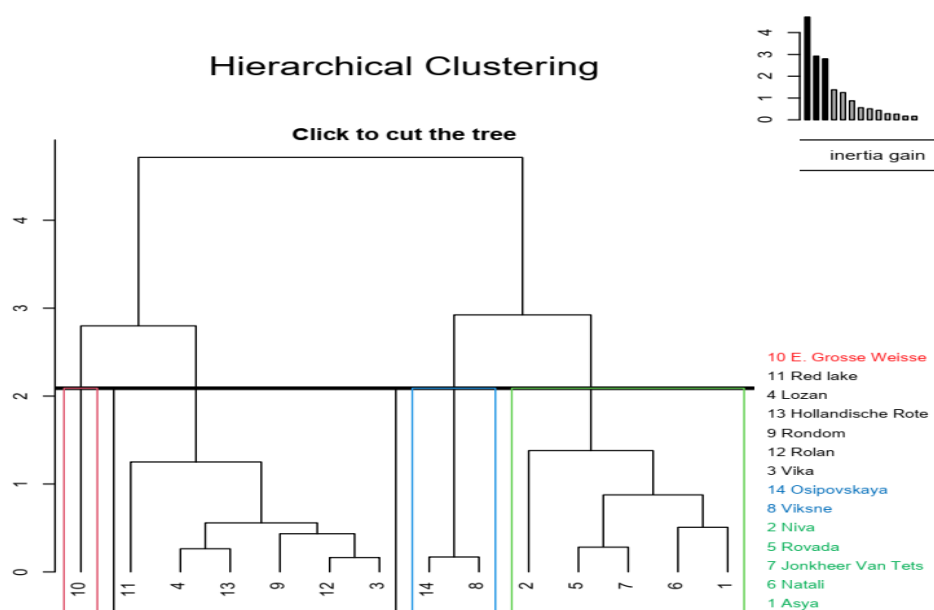 Hierarchical Clustering
Click to cut the tree
4
3
2
1
0
inertia gain
4
3
2
1
0
10 11 4 13 9 12 3 14 8 2 5 7 6 1
10 E. Grosse Weisse
11 Red lake
4 Lozan
13 Hollandische Rote
9 Rondom
12 Rolan
3 Vika
14 Osipovskaya
8 Viksne
2 Niva
5 Rovada
7 Jonkheer Van Tets
6 Natali
1 Asya